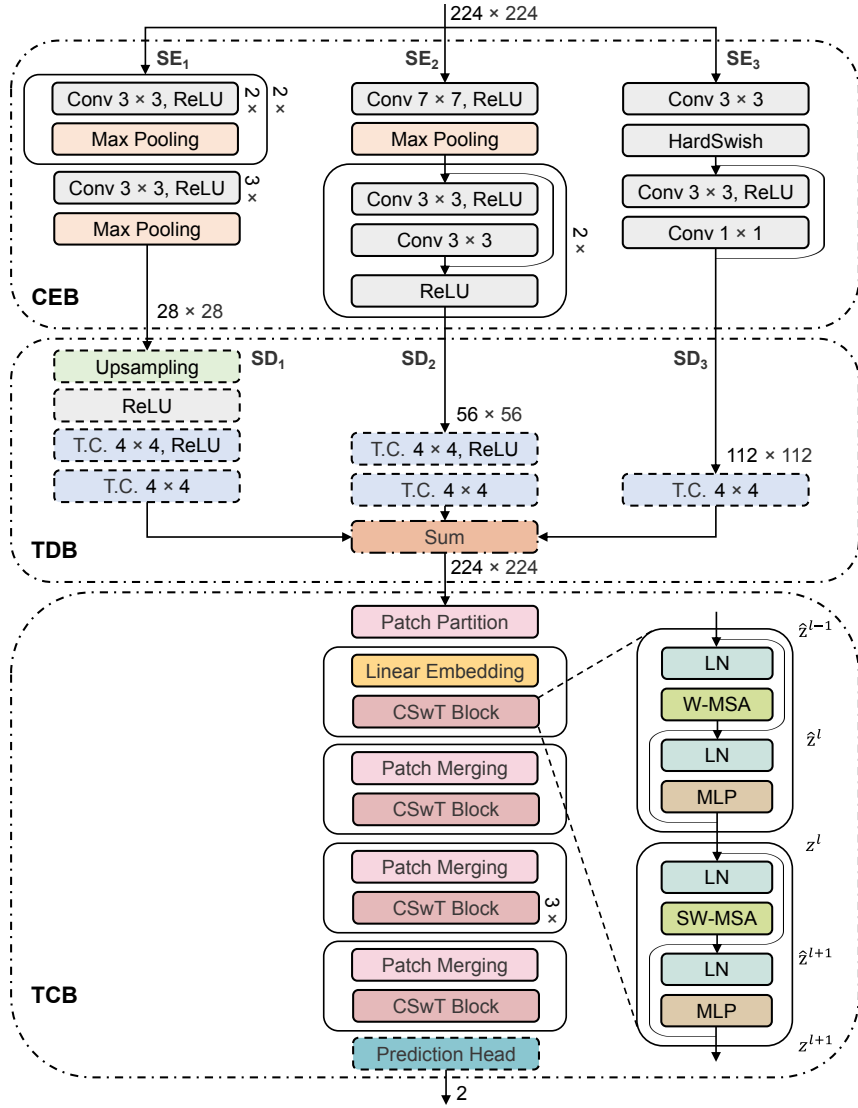 224 × 224
SE1
SE2
SE3
Conv 3 × 3, ReLU
2 ×
2 ×
Max Pooling
Conv 3 × 3, ReLU
3 ×
Max Pooling
Conv 7 × 7, ReLU
Max Pooling
Conv 3 × 3, ReLU
Conv 3 × 3
2 ×
ReLU
Conv 3 × 3
HardSwish
Conv 3 × 3, ReLU
Conv 1 × 1
CEB
28 × 28
Upsampling
SD1
SD2
SD3
ReLU
T.C. 4 × 4, ReLU
T.C. 4 × 4
56 × 56
T.C. 4 × 4, ReLU
T.C. 4 × 4
112 × 112
T.C. 4 × 4
Sum
TDB
224 × 224
Patch Partition
Linear Embedding
CSwT Block
Patch Merging
CSwT Block
Patch Merging
CSwT Block
3 ×
Patch Merging
CSwT Block
Prediction Head
2
TCB
ẑ^{l−1}
LN
W-MSA
ẑ^{l}
LN
MLP
z^{l}
LN
SW-MSA
ẑ^{l+1}
LN
MLP
z^{l+1}